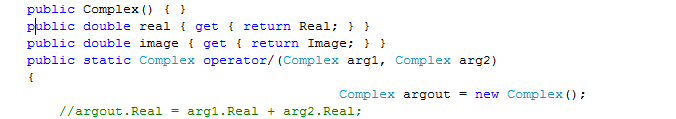 public Complex() { }
public double real { get { return Real; } }
public double image { get { return Image; } }
public static Complex operator/(Complex arg1, Complex arg2)
{
Complex argout = new Complex();
//argout.Real = arg1.Real + arg2.Real;